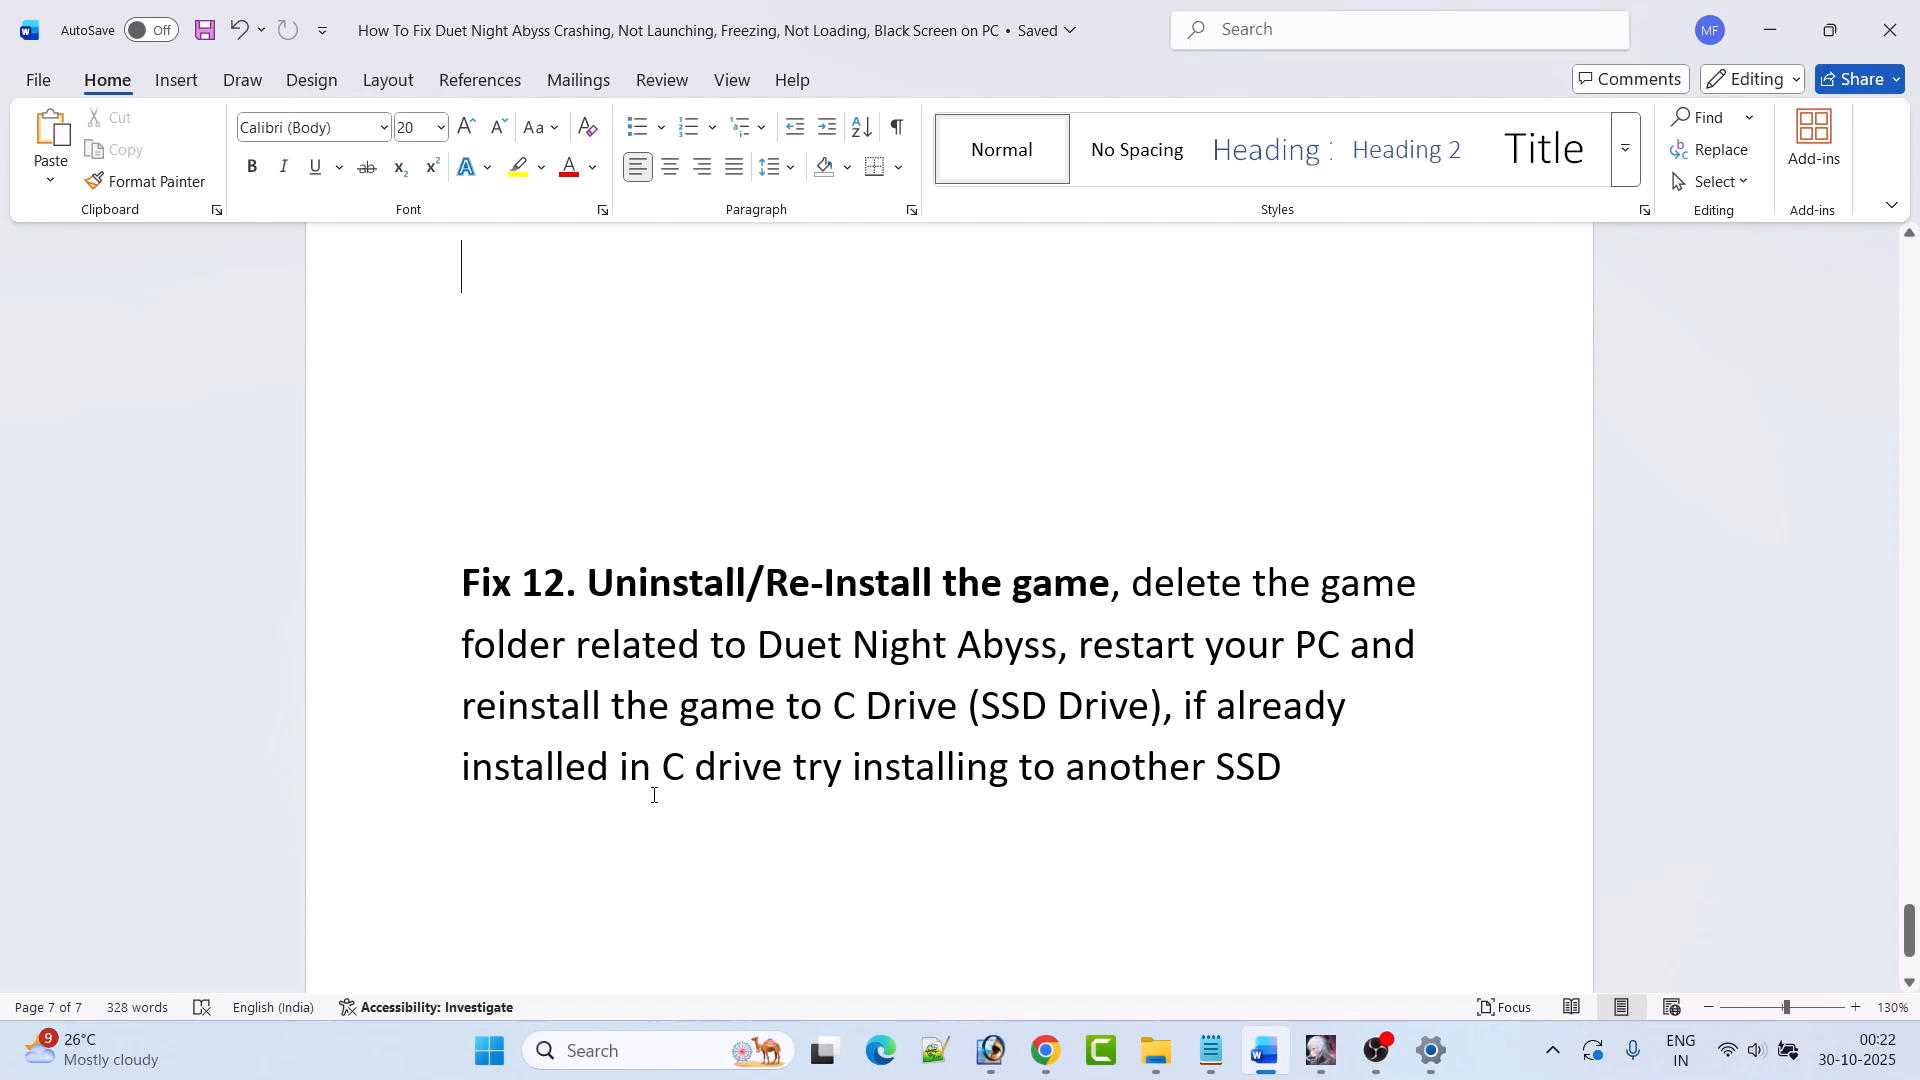 AutoSave Off How To Fix Duet Night Abyss Crashing, Not Launching, Freezing, Not Loading, Black Screen on PC • Saved Search MF
File Home Insert Draw Design Layout References Mailings Review View Help Comments Editing Share
Paste Cut Copy Format Painter Clipboard
Calibri (Body) 20 Aa B I U ab x₂ x² A A Font
Paragraph
Normal No Spacing Heading 1 Heading 2 Title Styles
Find Replace Select Editing
Add-ins Add-ins
Fix 12. Uninstall/Re-Install the game, delete the game
folder related to Duet Night Abyss, restart your PC and
reinstall the game to C Drive (SSD Drive), if already
installed in C drive try installing to another SSD
Page 7 of 7 328 words English (India) Accessibility: Investigate Focus 130%
9 26°C
Mostly cloudy
Search
ENG
IN
00:22
30-10-2025